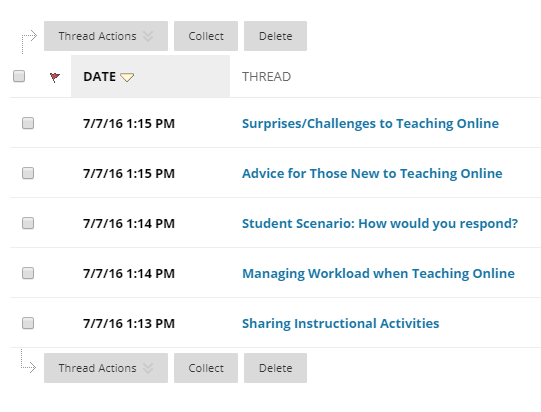 Thread Actions Collect Delete
DATE THREAD
7/7/16 1:15 PM Surprises/Challenges to Teaching Online
7/7/16 1:15 PM Advice for Those New to Teaching Online
7/7/16 1:14 PM Student Scenario: How would you respond?
7/7/16 1:14 PM Managing Workload when Teaching Online
7/7/16 1:13 PM Sharing Instructional Activities
Thread Actions Collect Delete